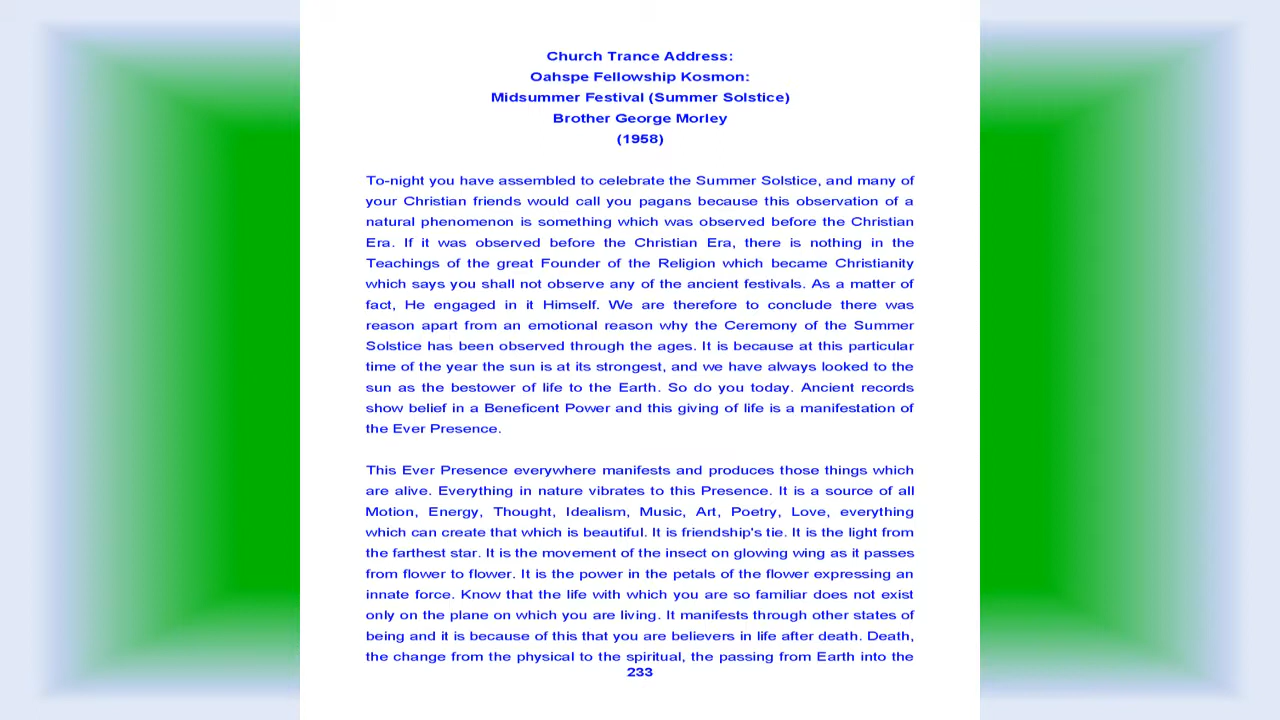 Church Trance Address:
Oahspe Fellowship Kosmon:
Midsummer Festival (Summer Solstice)
Brother George Morley
(1958)
To-night you have assembled to celebrate the Summer Solstice, and many of
your Christian friends would call you pagans because this observation of a
natural phenomenon is something which was observed before the Christian
Era. If it was observed before the Christian Era, there is nothing in the
Teachings of the great Founder of the Religion which became Christianity
which says you shall not observe any of the ancient festivals. As a matter of
fact, He engaged in it Himself. We are therefore to conclude there was
reason apart from an emotional reason why the Ceremony of the Summer
Solstice has been observed through the ages. It is because at this particular
time of the year the sun is at its strongest, and we have always looked to the
sun as the bestower of life to the Earth. So do you today. Ancient records
show belief in a Beneficent Power and this giving of life is a manifestation of
the Ever Presence.
This Ever Presence everywhere manifests and produces those things which
are alive. Everything in nature vibrates to this Presence. It is a source of all
Motion, Energy, Thought, Idealism, Music, Art, Poetry, Love, everything
which can create that which is beautiful. It is friendship's tie. It is the light from
the farthest star. It is the movement of the insect on glowing wing as it passes
from flower to flower. It is the power in the petals of the flower expressing an
innate force. Know that the life with which you are so familiar does not exist
only on the plane on which you are living. It manifests through other states of
being and it is because of this that you are believers in life after death. Death,
the change from the physical to the spiritual, the passing from Earth into the
233